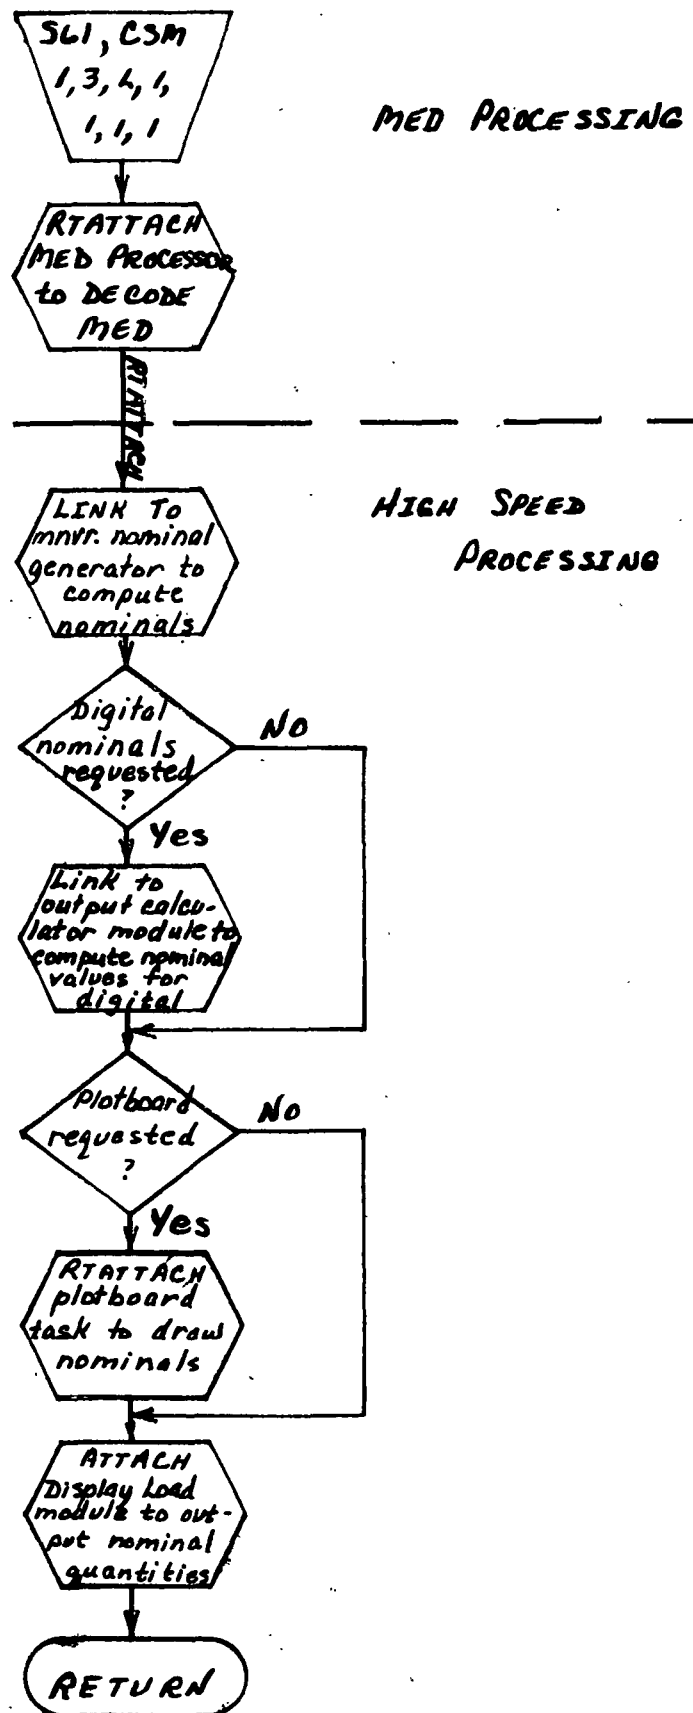 SL1, CSM
1, 3, L, 1,
1, 1, 1
MED PROCESSING
RTATTACH
MED PROCESSOR
to DECODE
MED
RTATTACH
HIGH SPEED
PROCESSING
LINK TO
mnvr. nominal
generator to
compute
nominals
Digital
nominals
requested
?
No
Yes
Link to
output calcu-
lator module to
compute nominal
values for
digital
Plotboard
requested
?
No
Yes
RTATTACH
plotboard
task to draw
nominals
ATTACH
Display Load
module to out-
put nominal
quantities
RETURN